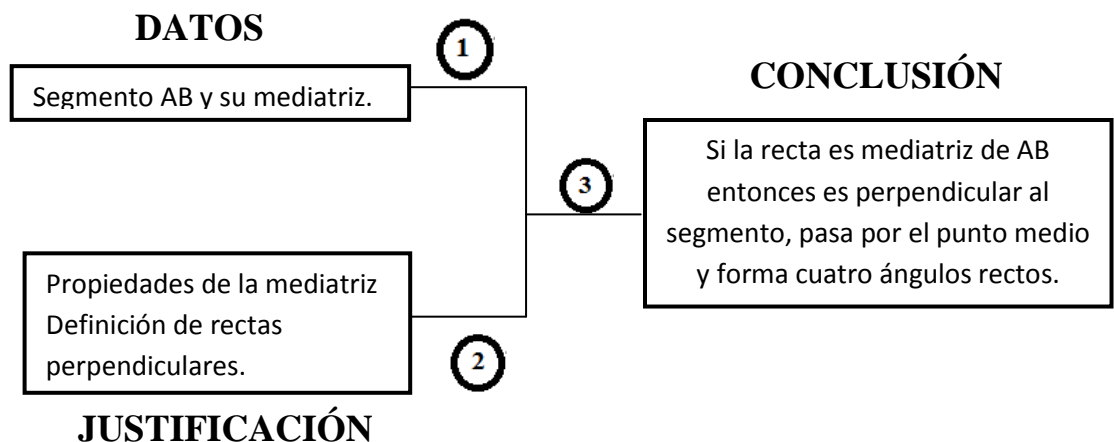 DATOS
1
Segmento AB y su mediatriz.
CONCLUSIÓN
Si la recta es mediatriz de AB
entonces es perpendicular al
segmento, pasa por el punto medio
y forma cuatro ángulos rectos.
3
Propiedades de la mediatriz
Definición de rectas
perpendiculares.
2
JUSTIFICACIÓN